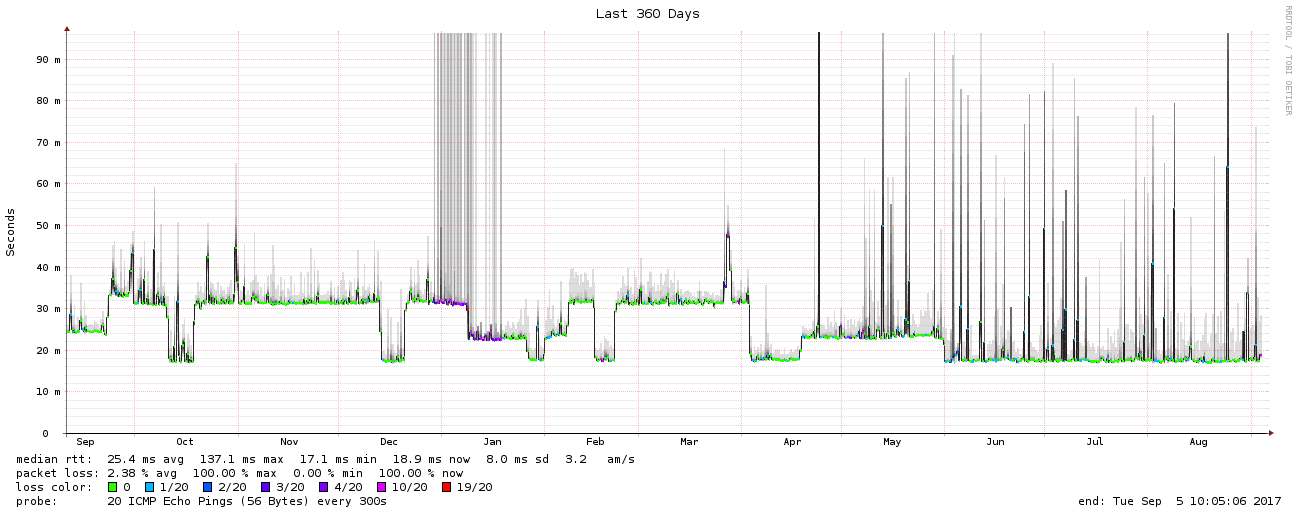 Last 360 Days
RRDTOOL / TOBI OETIKER
Seconds
90 m
80 m
70 m
60 m
50 m
40 m
30 m
20 m
10 m
0
Sep Oct Nov Dec Jan Feb Mar Apr May Jun Jul Aug
median rtt: 25.4 ms avg 137.1 ms max 17.1 ms min 18.9 ms now 8.0 ms sd 3.2 am/s
packet loss: 2.38 % avg 100.00 % max 0.00 % min 100.00 % now
loss color: 0 1/20 2/20 3/20 4/20 10/20 19/20
probe: 20 ICMP Echo Pings (56 Bytes) every 300s end: Tue Sep 5 10:05:06 2017